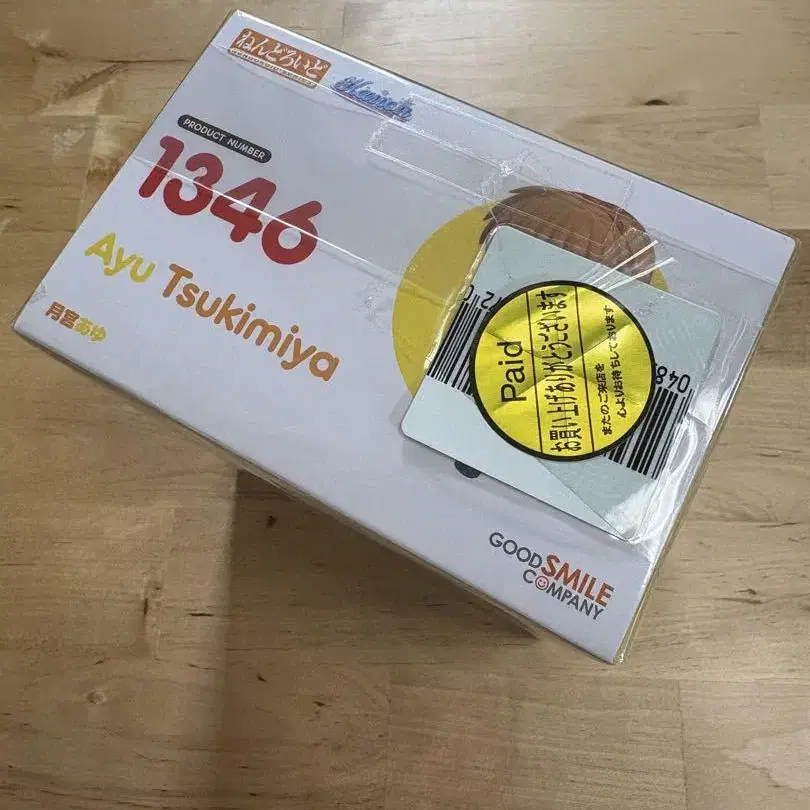 ねんどろいど
Kanon
PRODUCT NUMBER
1346
Ayu Tsukimiya
月宮あゆ
Paid
お買い上げありがとうございます
またのご来店を
心よりお待ちしております
048
GOOD SMILE
COMPANY